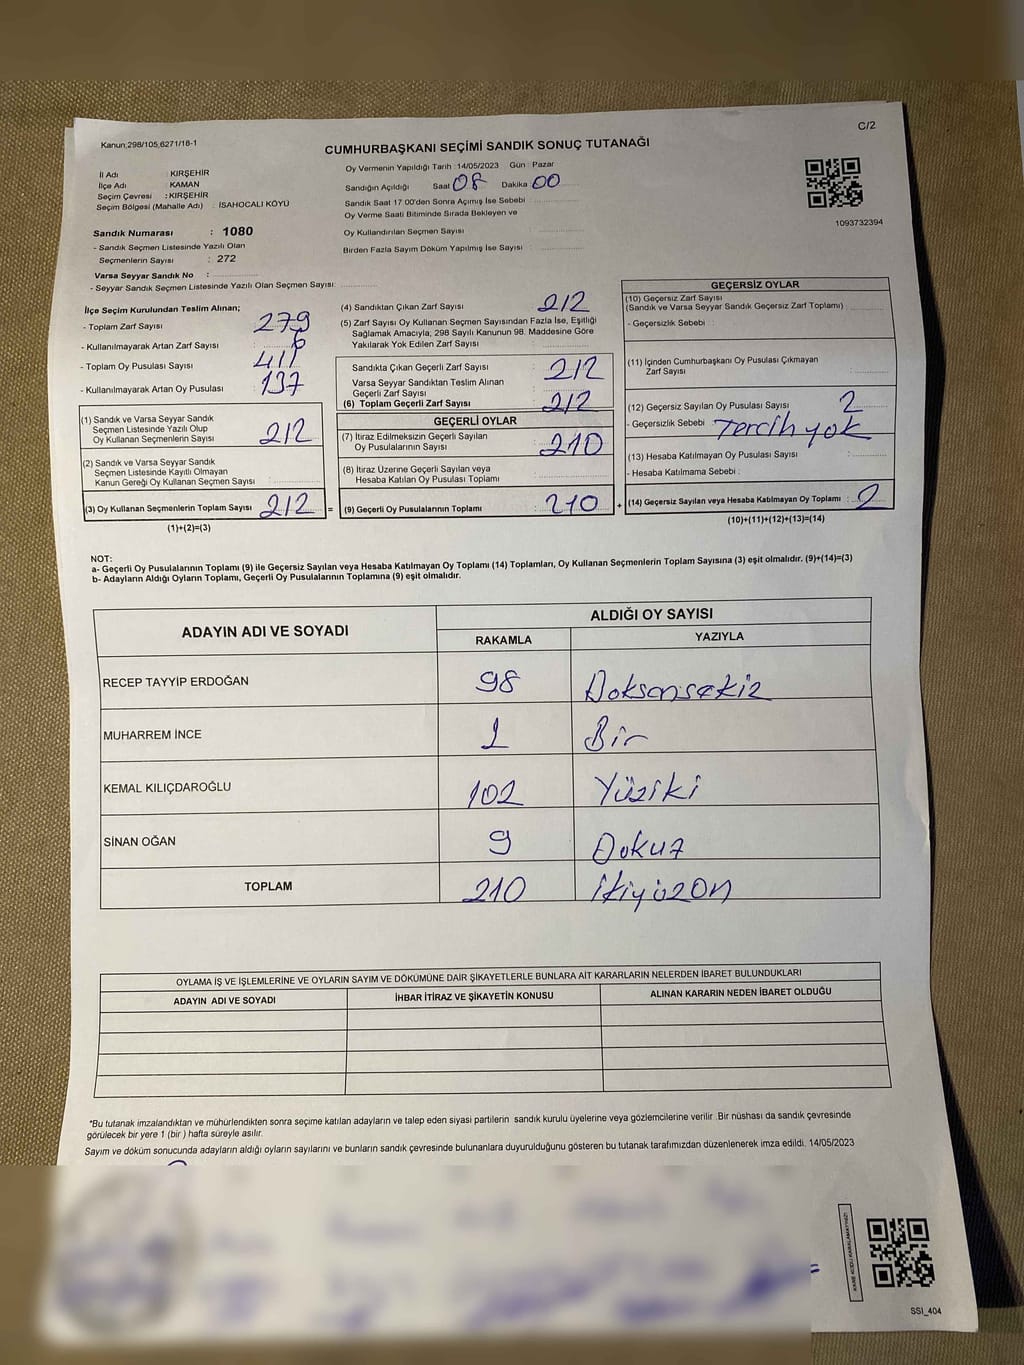 Kanun;298/105,6271/18-1
C/2
CUMHURBAŞKANI SEÇİMİ SANDIK SONUÇ TUTANAĞI
İl Adı : KIRŞEHİR
İlçe Adı : KAMAN
Seçim Çevresi : KIRŞEHİR
Seçim Bölgesi (Mahalle Adı) : İSAHOCALI KÖYÜ
Oy Vermenin Yapıldığı Tarih :14/05/2023 Gün : Pazar
Sandığın Açıldığı Saat 08 Dakika 00
Sandık Saat 17.00'den Sonra Açımış İse Sebebi :
Oy Verme Saati Bitiminde Sırada Bekleyen ve
Oy Kullandırılan Seçmen Sayısı :
Birden Fazla Sayım Döküm Yapılmış İse Sayısı :
1093732394
Sandık Numarası : 1080
- Sandık Seçmen Listesinde Yazılı Olan
Seçmenlerin Sayısı : 272
Varsa Seyyar Sandık No :
- Seyyar Sandık Seçmen Listesinde Yazılı Olan Seçmen Sayısı:
İlçe Seçim Kurulundan Teslim Alınan;
- Toplam Zarf Sayısı : 279
- Kullanılmayarak Artan Zarf Sayısı :
- Toplam Oy Pusulası Sayısı :
- Kullanılmayarak Artan Oy Pusulası : 137
(1) Sandık ve Varsa Seyyar Sandık
Seçmen Listesinde Yazılı Olup
Oy Kullanan Seçmenlerin Sayısı : 212
(2) Sandık ve Varsa Seyyar Sandık
Seçmen Listesinde Kayıtlı Olmayan
Kanun Gereği Oy Kullanan Seçmen Sayısı :
(3) Oy Kullanan Seçmenlerin Toplam Sayısı : 212 =
(1)+(2)=(3)
(4) Sandıktan Çıkan Zarf Sayısı : 212
(5) Zarf Sayısı Oy Kullanan Seçmen Sayısından Fazla İse, Eşitliği
Sağlamak Amacıyla; 298 Sayılı Kanunun 98. Maddesine Göre
Yakılarak Yok Edilen Zarf Sayısı :
Sandıkta Çıkan Geçerli Zarf Sayısı : 212
Varsa Seyyar Sandıktan Teslim Alınan
Geçerli Zarf Sayısı :
(6) Toplam Geçerli Zarf Sayısı : 212
GEÇERLİ OYLAR
(7) İtiraz Edilmeksizin Geçerli Sayılan
Oy Pusulalarının Sayısı : 210
(8) İtiraz Üzerine Geçerli Sayılan veya
Hesaba Katılan Oy Pusulası Toplamı :
(9) Geçerli Oy Pusulalarının Toplamı : 210 +
GEÇERSİZ OYLAR
(10) Geçersiz Zarf Sayısı
(Sandık ve Varsa Seyyar Sandık Geçersiz Zarf Toplamı) :
- Geçersizlik Sebebi :
(11) İçinden Cumhurbaşkanı Oy Pusulası Çıkmayan
Zarf Sayısı :
(12) Geçersiz Sayılan Oy Pusulası Sayısı : 2
- Geçersizlik Sebebi : Tercih yok
(13) Hesaba Katılmayan Oy Pusulası Sayısı :
- Hesaba Katılmama Sebebi :
(14) Geçersiz Sayılan veya Hesaba Katılmayan Oy Toplamı : 2
(10)+(11)+(12)+(13)=(14)
NOT:
a- Geçerli Oy Pusulalarının Toplamı (9) ile Geçersiz Sayılan veya Hesaba Katılmayan Oy Toplamı (14) Toplamları, Oy Kullanan Seçmenlerin Toplam Sayısına (3) eşit olmalıdır. (9)+(14)=(3)
b- Adayların Aldığı Oyların Toplamı, Geçerli Oy Pusulalarının Toplamına (9) eşit olmalıdır.
ADAYIN ADI VE SOYADI ALDIĞI OY SAYISI
RAKAMLA YAZIYLA
RECEP TAYYİP ERDOĞAN 98 Doksansekiz
MUHARREM İNCE 1 Bir
KEMAL KILIÇDAROĞLU 102 Yüziki
SİNAN OĞAN 9 Dokuz
TOPLAM 210 İkiyüzon
OYLAMA İŞ VE İŞLEMLERİNE VE OYLARIN SAYIM VE DÖKÜMÜNE DAİR ŞİKAYETLERLE BUNLARA AİT KARARLARIN NELERDEN İBARET BULUNDUKLARI
ADAYIN ADI VE SOYADI İHBAR İTİRAZ VE ŞİKAYETİN KONUSU ALINAN KARARIN NEDEN İBARET OLDUĞU
*Bu tutanak imzalandıktan ve mühürlendikten sonra seçime katılan adayların ve talep eden siyasi partilerin sandık kurulu üyelerine veya gözlemcilerine verilir .Bir nüshası da sandık çevresinde
görülecek bir yere 1 (bir ) hafta süreyle asılır.
Sayım ve döküm sonucunda adayların aldığı oyların sayılarını ve bunların sandık çevresinde bulunanlara duyurulduğunu gösteren bu tutanak tarafımızdan düzenlenerek imza edildi. 14/05/2023
KARE KODU KARALAMAYINIZ!
SSI_404